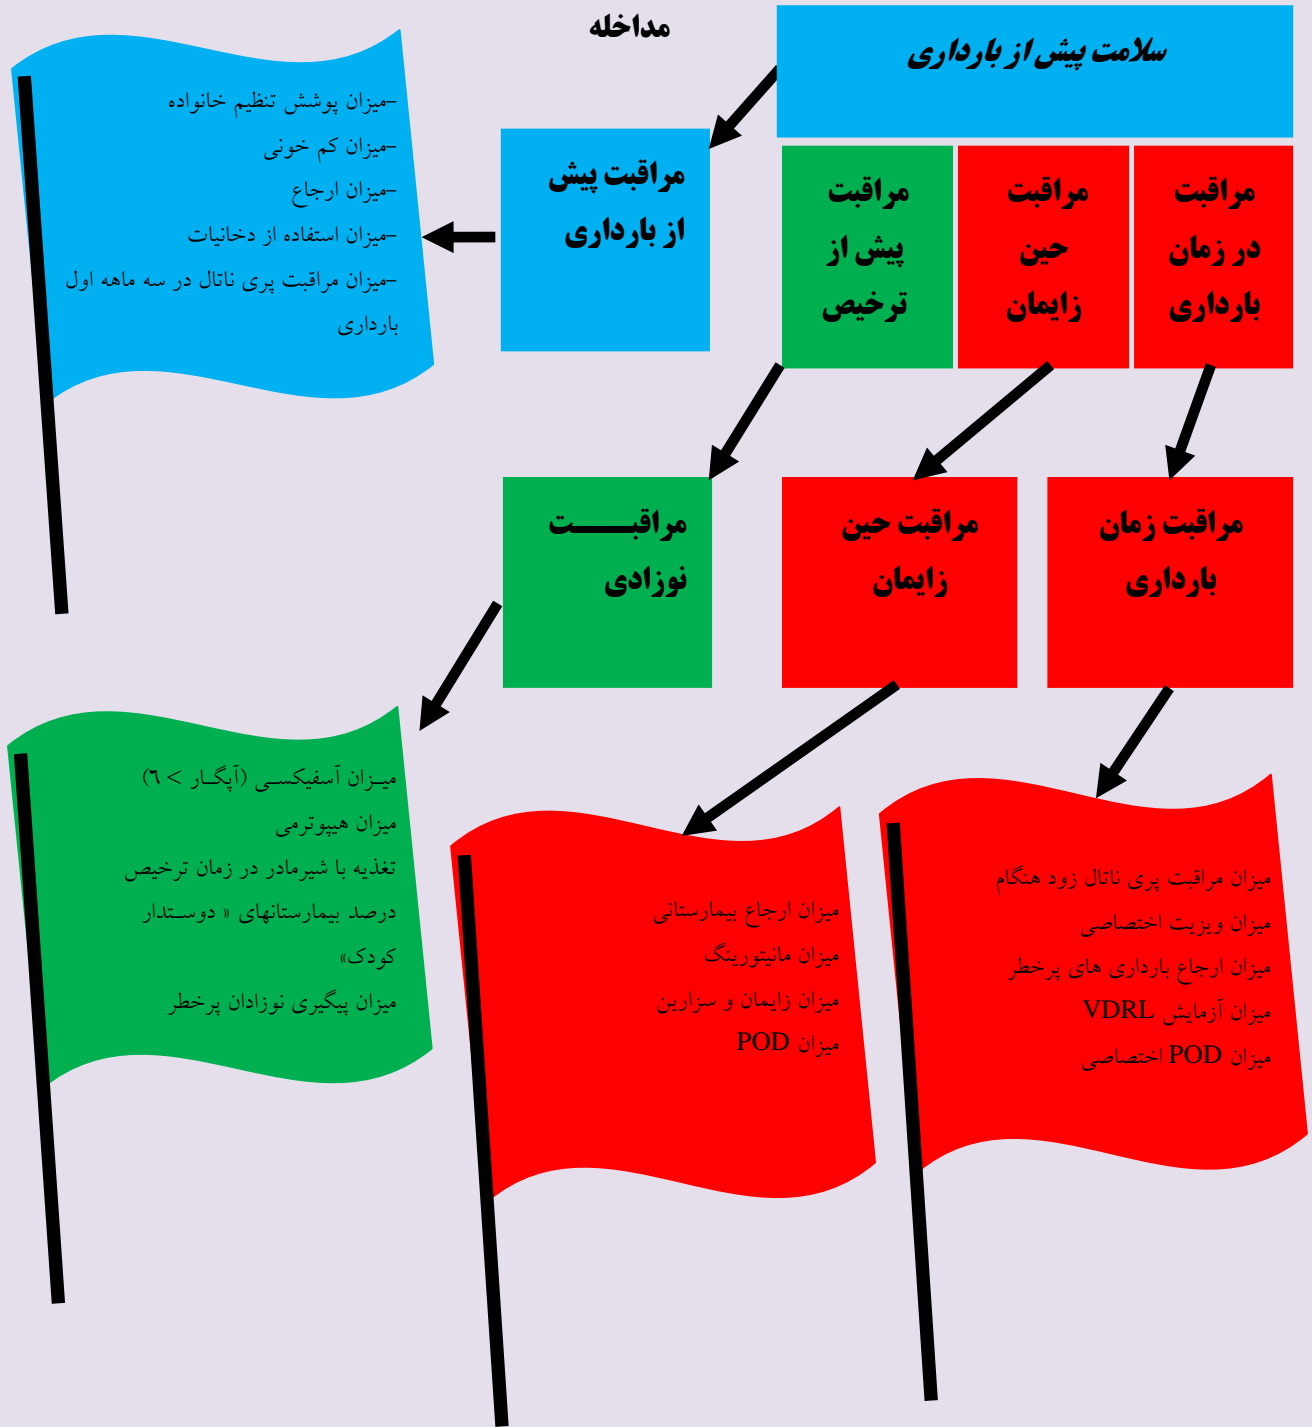 مداخله
سلامت پیش از بارداری
مراقبت
در زمان
بارداری
مراقبت
حین
زایمان
مراقبت
پیش از
ترخیص
مراقبت پیش
از بارداری
-میزان پوشش تنظیم خانواده
-میزان کم خونی
-میزان ارجاع
-میزان استفاده از دخانیات
-میزان مراقبت پری ناتال در سه ماهه اول
بارداری
مراقبت زمان
بارداری
مراقبت حین
زایمان
مراقبــــــت
نوزادی
میزان مراقبت پری ناتال زود هنگام
میزان ویزیت اختصاصی
میزان ارجاع بارداری های پرخطر
میزان آزمایش VDRL
میزان POD اختصاصی
میزان ارجاع بیمارستانی
میزان مانیتورینگ
میزان زایمان و سزارین
میزان POD
میـزان آسفیکسـی (آپگـار > ٦)
میزان هیپوترمی
تغذیه با شیرمادر در زمان ترخیص
درصد بیمارستانهای « دوسـتدار
کودک»
میزان پیگیری نوزادان پرخطر